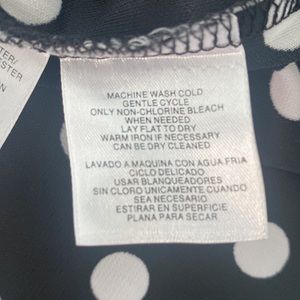 TER/
ESTER
N
MACHINE WASH COLD
GENTLE CYCLE
ONLY NON-CHLORINE BLEACH
WHEN NEEDED
LAY FLAT TO DRY
WARM IRON IF NECESSARY
CAN BE DRY CLEANED
LAVADO A MAQUINA CON AGUA FRIA
CICLO DELICADO
USAR BLANQUEADORES
SIN CLORO UNICAMENTE CUANDO
SEA NECESARIO
ESTIRAR EN SUPERFICIE
PLANA PARA SECAR